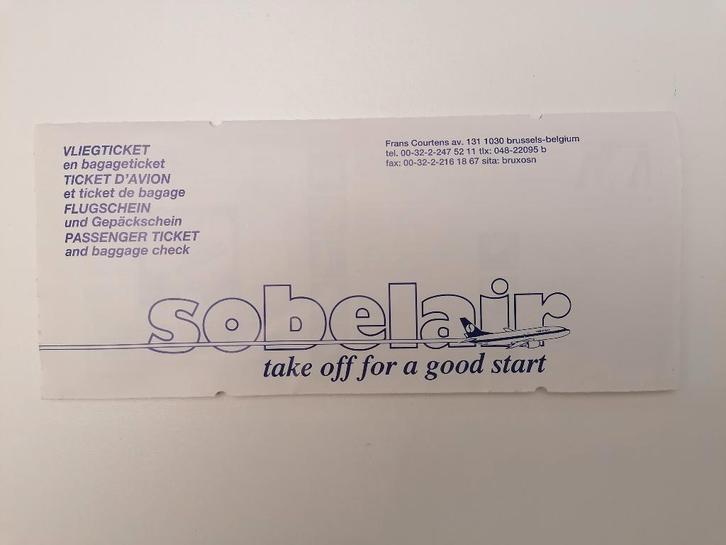 VLIEGTICKET
en bagageticket
TICKET D'AVION
et ticket de bagage
FLUGSCHEIN
und Gepäckschein
PASSENGER TICKET
and baggage check
Frans Courtens av. 131 1030 brussels-belgium
tel. 00-32-2-247 52 11 tlx: 048-22095 b
fax: 00-32-2-216 18 67 sita: bruxosn
sobelair
take off for a good start